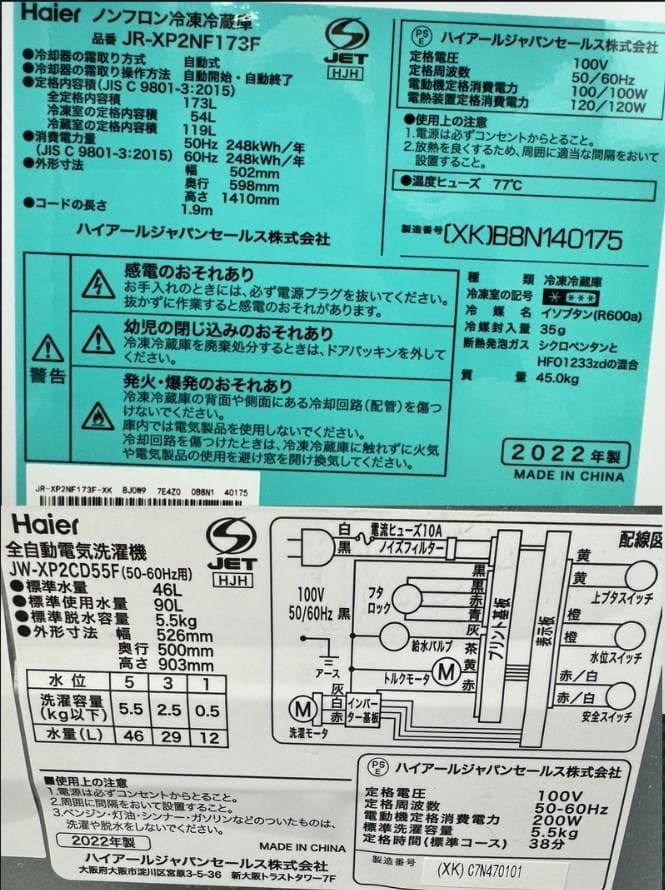 Haier ノンフロン冷凍冷蔵庫
品番 JR-XP2NF173F
JET
HJH
●冷却器の霜取り方式 自動式
●冷却器の霜取り操作方法 自動開始・自動終了
●定格内容積(JIS C 9801-3:2015)
全定格内容積 173L
冷凍室の定格内容積 54L
冷蔵室の定格内容積 119L
●消費電力量 50Hz 248kWh/年
(JIS C 9801-3:2015) 60Hz 248kWh/年
●外形寸法 幅 502mm
奥行 598mm
高さ 1410mm
●コードの長さ 1.9m
ハイアールジャパンセールス株式会社
PS
E
ハイアールジャパンセールス株式会社
定格電圧 100V
定格周波数 50/60Hz
電動機定格消費電力 100/100W
電熱装置定格消費電力 120/120W
●使用上の注意
1.電源は必ずコンセントからとること。
2.放熱を良くするため、周囲に適当な間隔をおいて
設置すること。
●温度ヒューズ 77℃
製造番号 (XK)B8N140175
警告
感電のおそれあり
お手入れのときには、必ず電源プラグを抜いてください。
抜かずに作業すると感電のおそれがあります。
幼児の閉じ込みのおそれあり
冷凍冷蔵庫を廃棄処分するときは、ドアパッキンを外して
ください。
発火・爆発のおそれあり
冷凍冷蔵庫の背面や側面にある冷却回路(配管)を傷つ
けないでください。
庫内では電気製品を使用しないでください。
冷却回路を傷つけたときは、冷凍冷蔵庫に触れずに火気
や電気製品の使用を避け窓を開け換気してください。
種類 冷凍冷蔵庫
冷凍室の記号
冷媒名 イソブタン(R600a)
冷媒封入量 35g
断熱発泡ガス シクロペンタンと
HFO1233zdの混合
質量 45.0kg
2022年製
MADE IN CHINA
JR-XP2NF173F-XK BJ0W9 7E4Z0 0B8N1 40175
Haier
全自動電気洗濯機
JW-XP2CD55F(50-60Hz用)
JET
HJH
●標準水量 46L
●標準使用水量 90L
●標準脱水容量 5.5kg
●外形寸法 幅 526mm
奥行 500mm
高さ 903mm
水位 5 3 1
洗濯容量
(kg以下) 5.5 2.5 0.5
水量(L) 46 29 12
配線図
白 電流ヒューズ10A
黒 ノイズフィルター
100V
50/60Hz
黒
フタ
ロック
黒
黒
赤
青
灰
給水バルブ
茶
トルクモータ
M
黄
赤
アース
灰
白
赤
M
洗濯モータ
インバー
ター基板
プリント基板
表示板
黄
黄
上ブタスイッチ
橙
橙
水位スイッチ
赤/白
赤/白
安全スイッチ
■使用上の注意
1.電源は必ずコンセントからとること。
2.周囲に間隔をおいて設置すること。
3.ベンジン・灯油・シンナー・ガソリンなどのついたものは、
洗濯や脱水をしないでください。
2022年製
MADE IN CHINA
ハイアールジャパンセールス株式会社
大阪府大阪市淀川区宮原3-5-36 新大阪トラストタワー7F
PS
E
ハイアールジャパンセールス株式会社
定格電圧 100V
定格周波数 50-60Hz
電動機定格消費電力 200W
標準洗濯容量 5.5kg
定格時間(標準コース) 38分
製造番号 (XK) C7N470101